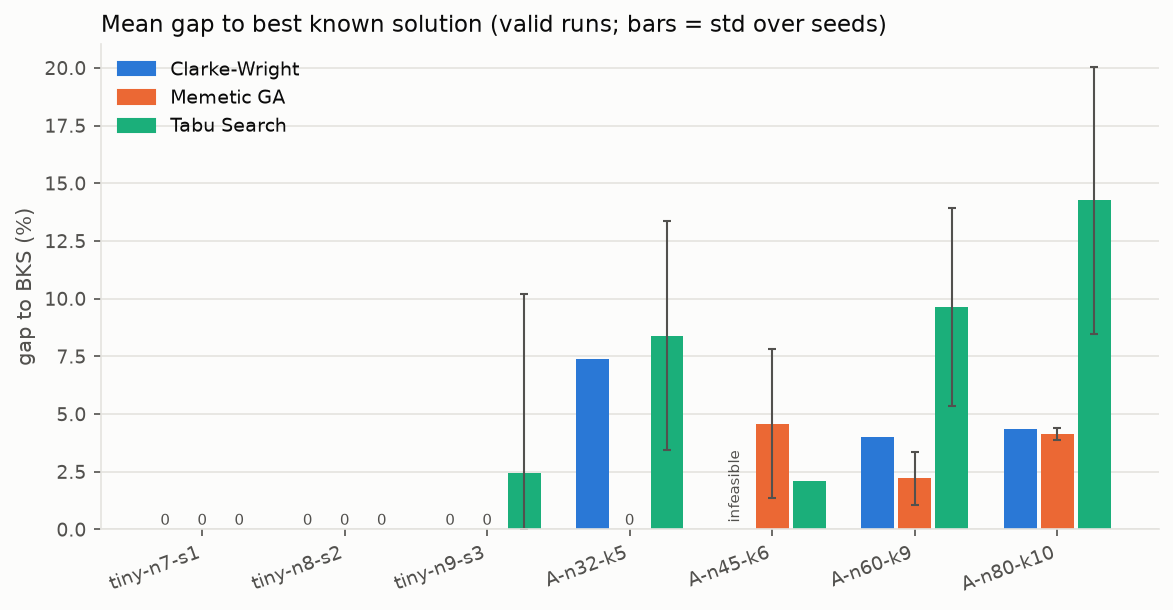 Mean gap to best known solution (valid runs; bars = std over seeds)
Clarke-Wright
Memetic GA
Tabu Search
gap to BKS (%)
20.0
17.5
15.0
12.5
10.0
7.5
5.0
2.5
0.0
0 0 0 0 0 0 0 0 0 infeasible
tiny-n7-s1 tiny-n8-s2 tiny-n9-s3 A-n32-k5 A-n45-k6 A-n60-k9 A-n80-k10